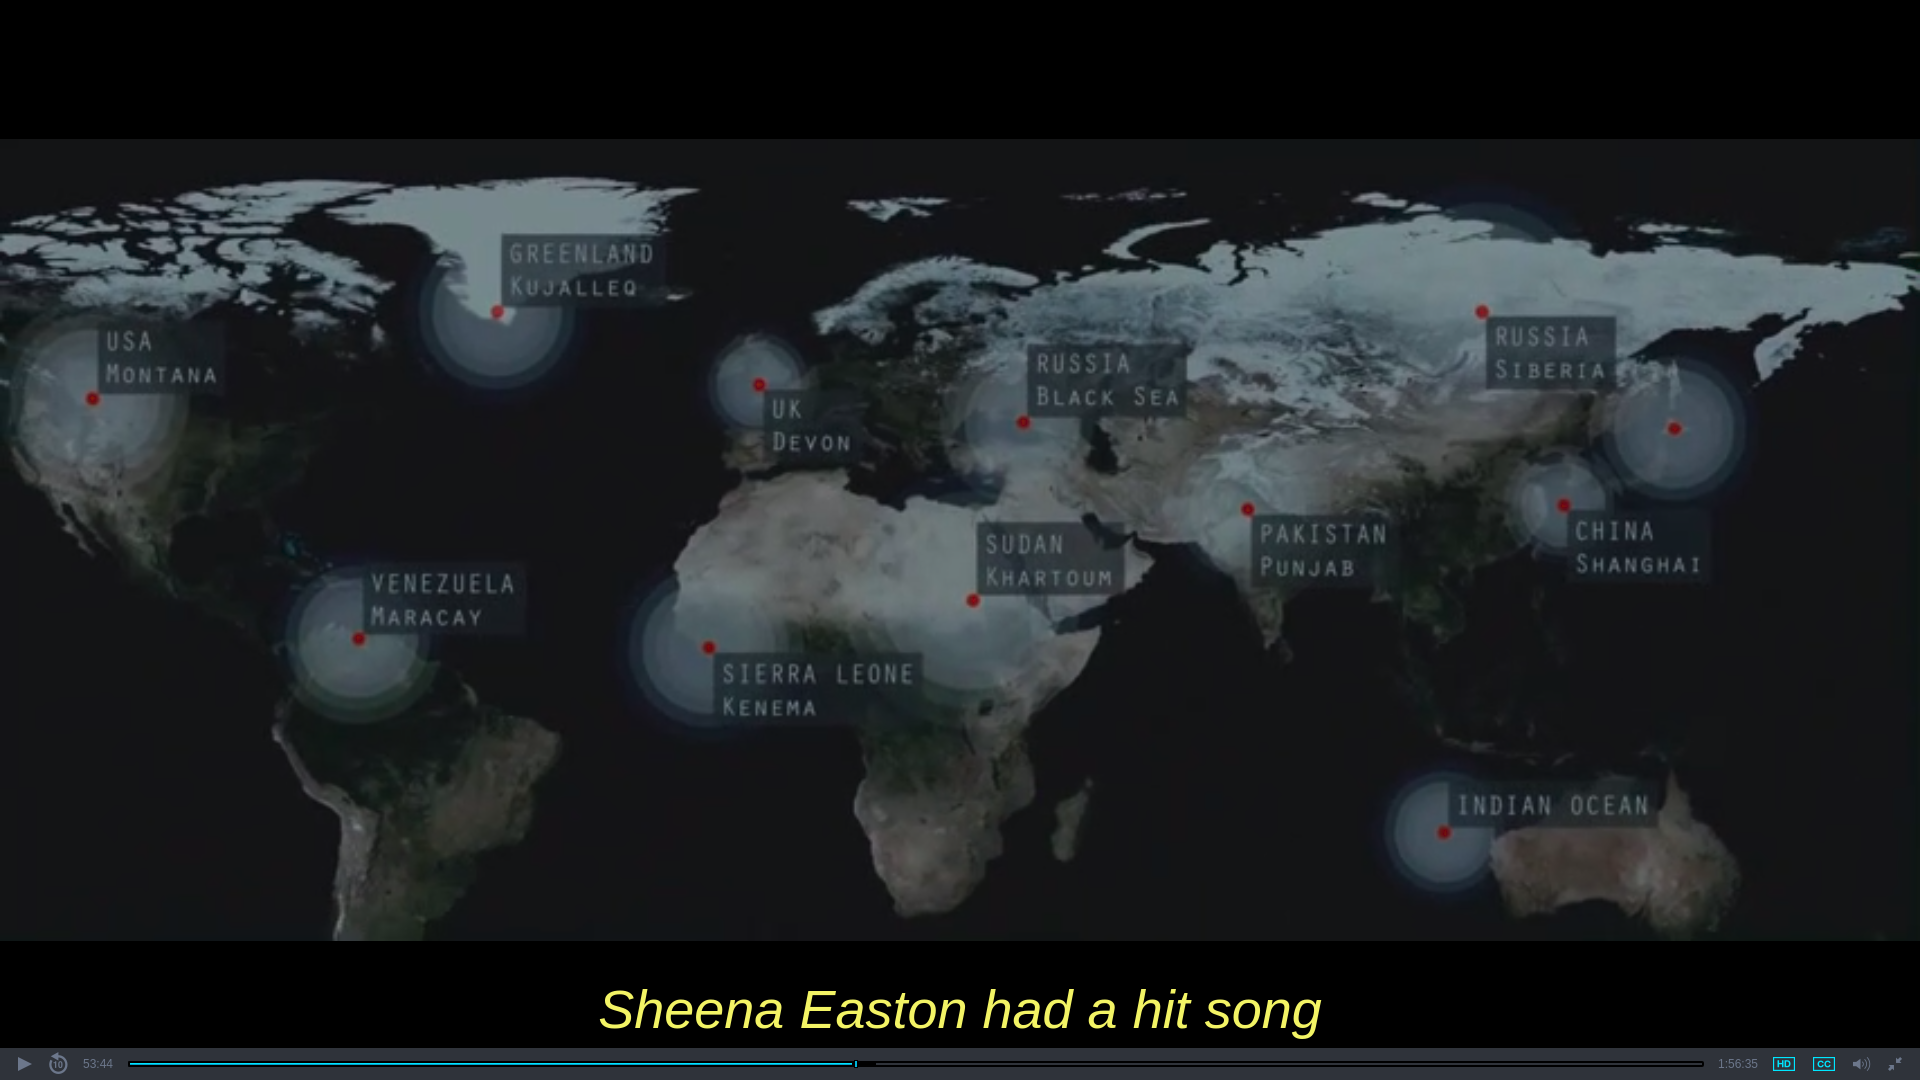 GREENLAND
KUJALLEQ
USA
MONTANA
RUSSIA
SIBERIA
RUSSIA
BLACK SEA
UK
DEVON
SUDAN
KHARTOUM
PAKISTAN
PUNJAB
CHINA
SHANGHAI
VENEZUELA
MARACAY
SIERRA LEONE
KENEMA
INDIAN OCEAN
Sheena Easton had a hit song
10
53:44
1:56:35
HD
CC